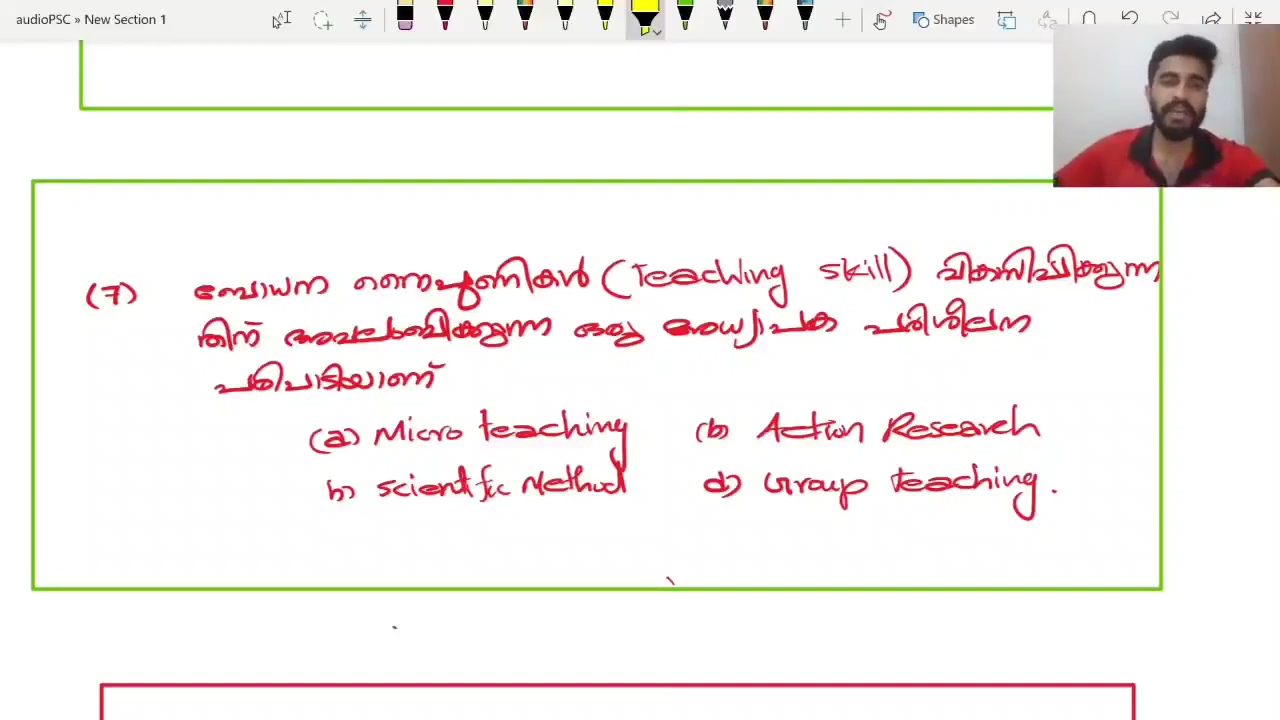 audioPSC » New Section 1
Shapes
(7) ബോധന നൈപുണികൾ (Teaching skill) വികസിപ്പിക്കുന്ന
തിന് അവലംബിക്കുന്ന ഒരു അധ്യാപക പരിശീലന
പരിപാടിയാണ്
(a) Micro teaching (b) Action Research
b) scientific Method d) Group teaching.